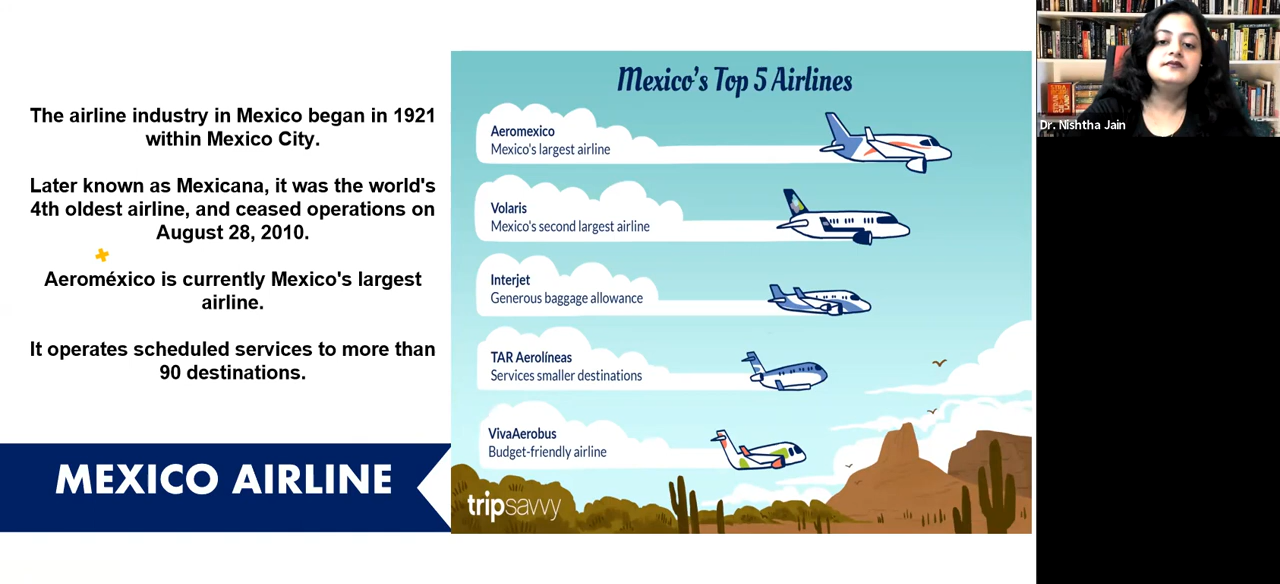 The airline industry in Mexico began in 1921
within Mexico City.
Later known as Mexicana, it was the world's
4th oldest airline, and ceased operations on
August 28, 2010.
Aeroméxico is currently Mexico's largest
airline.
It operates scheduled services to more than
90 destinations.
MEXICO AIRLINE
Mexico's Top 5 Airlines
Aeromexico
Mexico's largest airline
Volaris
Mexico's second largest airline
Interjet
Generous baggage allowance
TAR Aerolíneas
Services smaller destinations
VivaAerobus
Budget-friendly airline
tripsavvy
Dr. Nishtha Jain